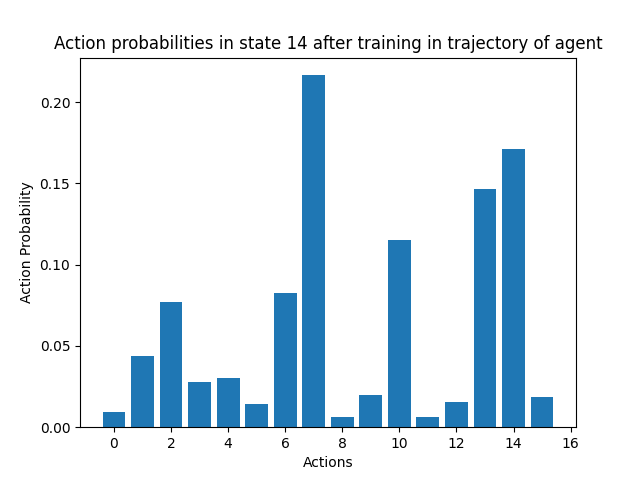 Action probabilities in state 14 after training in trajectory of agent
0.20
0.15
0.10
0.05
0.00
Action Probability
0 2 4 6 8 10 12 14 16
Actions